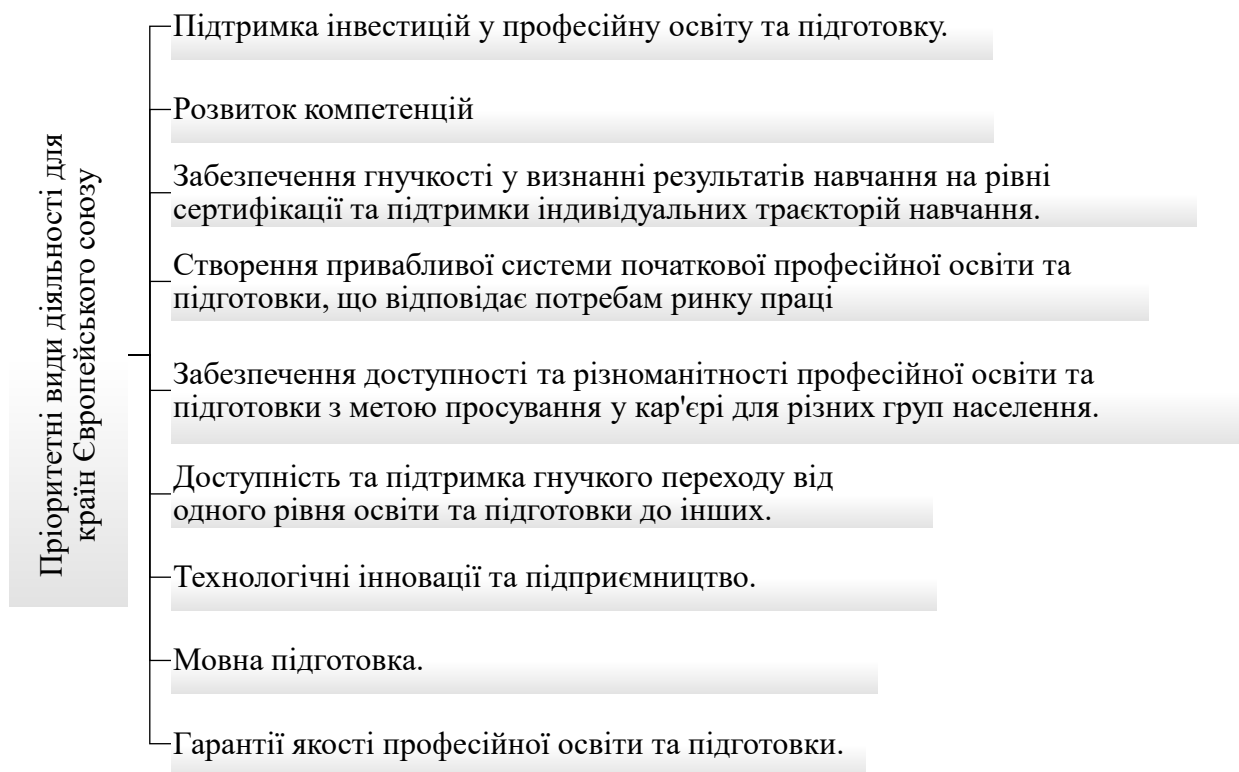 Пріоритетні види діяльності для
країн Європейського союзу
Підтримка інвестицій у професійну освіту та підготовку.
Розвиток компетенцій
Забезпечення гнучкості у визнанні результатів навчання на рівні
сертифікації та підтримки індивідуальних траєкторій навчання.
Створення привабливої системи початкової професійної освіти та
підготовки, що відповідає потребам ринку праці
Забезпечення доступності та різноманітності професійної освіти та
підготовки з метою просування у кар'єрі для різних груп населення.
Доступність та підтримка гнучкого переходу від
одного рівня освіти та підготовки до інших.
Технологічні інновації та підприємництво.
Мовна підготовка.
Гарантії якості професійної освіти та підготовки.